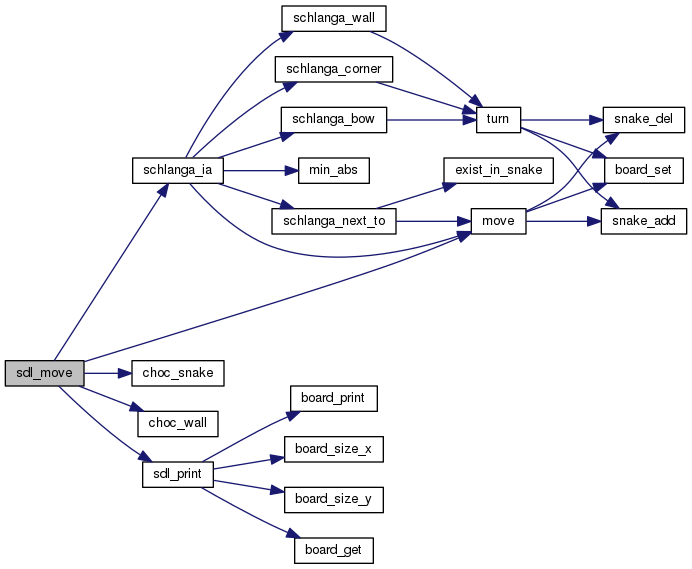 schlanga_wall
schlanga_corner
schlanga_bow
turn
snake_del
schlanga_ia
min_abs
exist_in_snake
board_set
schlanga_next_to
move
snake_add
sdl_move
choc_snake
choc_wall
board_print
sdl_print
board_size_x
board_size_y
board_get